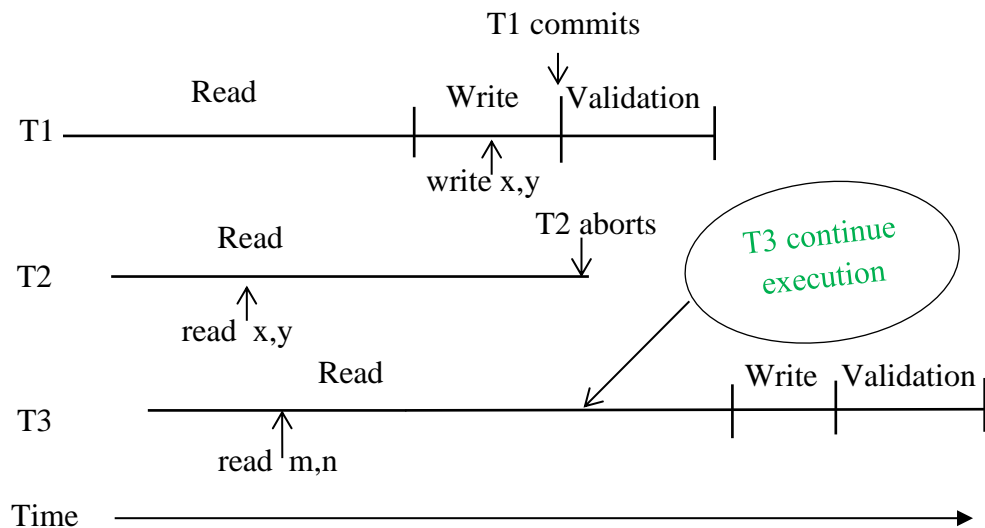 T1 commits
Read Write Validation
T1
write x,y
T2 aborts
Read
T2
read x,y
T3 continue
execution
Read
Write Validation
T3
read m,n
Time